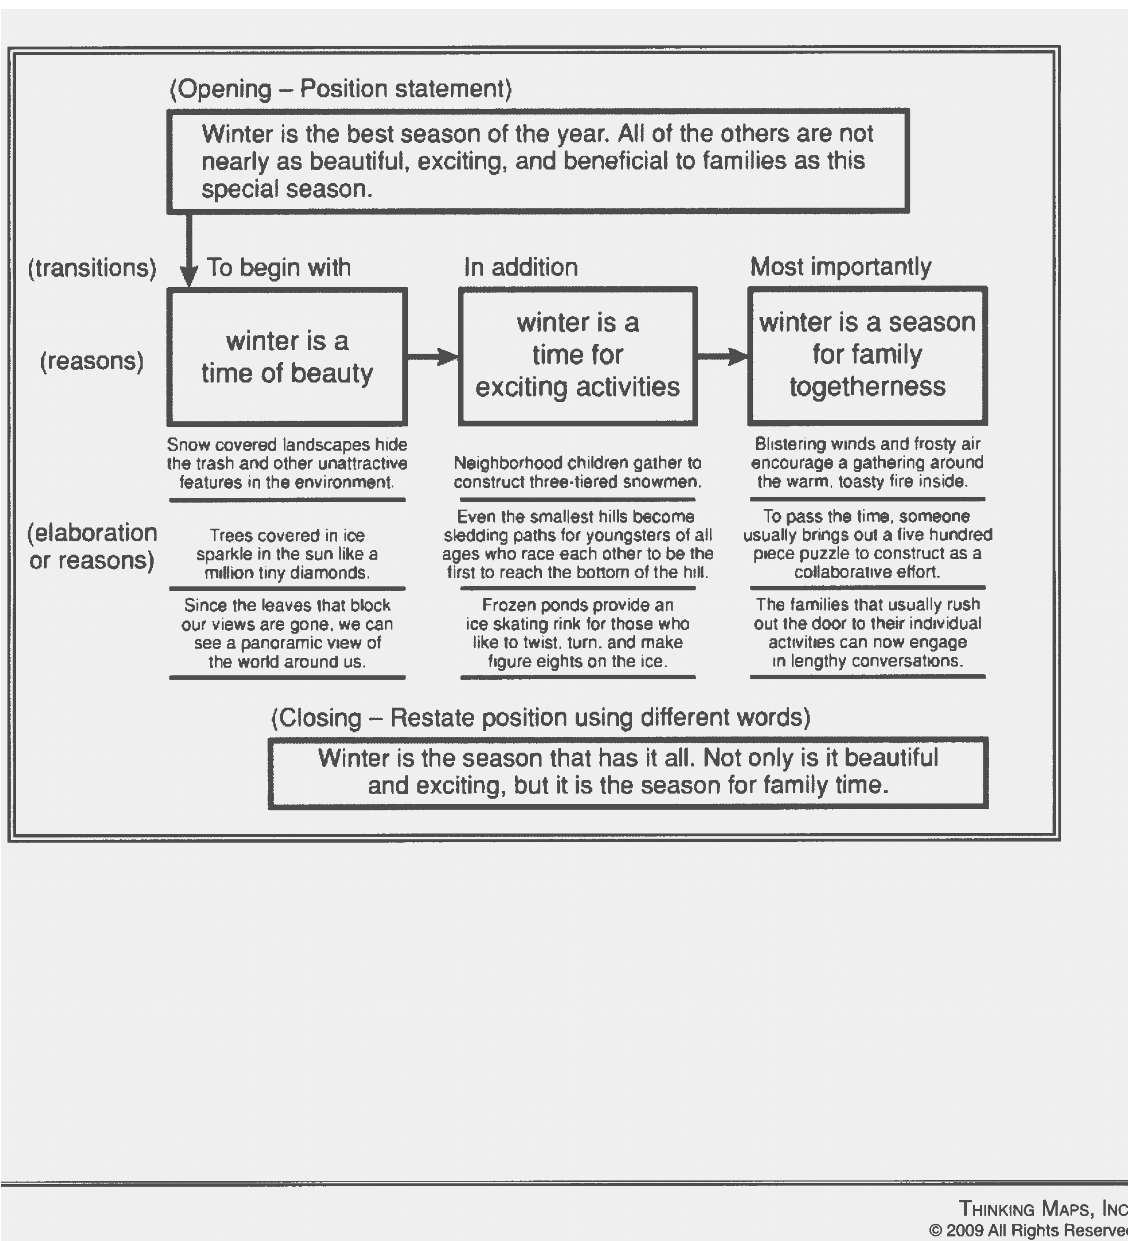 (Opening – Position statement)
Winter is the best season of the year. All of the others are not
nearly as beautiful, exciting, and beneficial to families as this
special season.
(transitions)
To begin with
In addition
Most importantly
(reasons)
winter is a
time of beauty
winter is a
time for
exciting activities
winter is a season
for family
togetherness
(elaboration
or reasons)
Snow covered landscapes hide
the trash and other unattractive
features in the environment.
Trees covered in ice
sparkle in the sun like a
million tiny diamonds.
Since the leaves that block
our views are gone, we can
see a panoramic view of
the world around us.
Neighborhood children gather to
construct three-tiered snowmen.
Even the smallest hills become
sledding paths for youngsters of all
ages who race each other to be the
first to reach the bottom of the hill.
Frozen ponds provide an
ice skating rink for those who
like to twist, turn, and make
figure eights on the ice.
Blistering winds and frosty air
encourage a gathering around
the warm, toasty fire inside.
To pass the time, someone
usually brings out a five hundred
piece puzzle to construct as a
collaborative effort.
The families that usually rush
out the door to their individual
activities can now engage
in lengthy conversations.
(Closing – Restate position using different words)
Winter is the season that has it all. Not only is it beautiful
and exciting, but it is the season for family time.
THINKING MAPS, INC
© 2009 All Rights Reserved